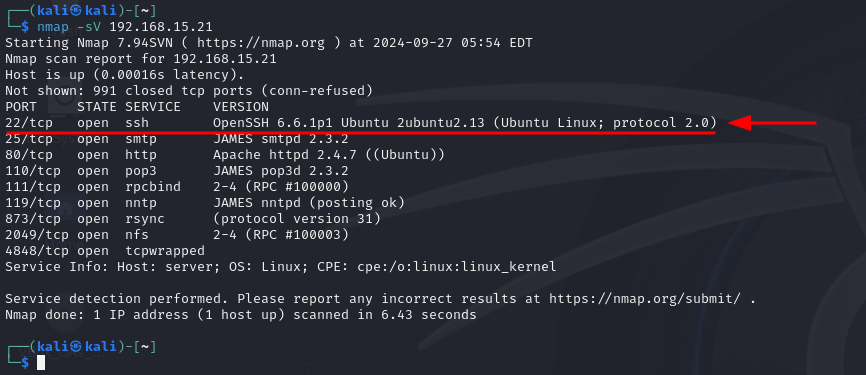 ┌──(kali㉿kali)-[~]
└─$ nmap -sV 192.168.15.21
Starting Nmap 7.94SVN ( https://nmap.org ) at 2024-09-27 05:54 EDT
Nmap scan report for 192.168.15.21
Host is up (0.00016s latency).
Not shown: 991 closed tcp ports (conn-refused)
PORT     STATE SERVICE    VERSION
22/tcp   open  ssh        OpenSSH 6.6.1p1 Ubuntu 2ubuntu2.13 (Ubuntu Linux; protocol 2.0)
25/tcp   open  smtp       JAMES smtpd 2.3.2
80/tcp   open  http       Apache httpd 2.4.7 ((Ubuntu))
110/tcp  open  pop3       JAMES pop3d 2.3.2
111/tcp  open  rpcbind    2-4 (RPC #100000)
119/tcp  open  nntp       JAMES nntpd (posting ok)
873/tcp  open  rsync      (protocol version 31)
2049/tcp open  nfs        2-4 (RPC #100003)
4848/tcp open  tcpwrapped
Service Info: Host: server; OS: Linux; CPE: cpe:/o:linux:linux_kernel

Service detection performed. Please report any incorrect results at https://nmap.org/submit/ .
Nmap done: 1 IP address (1 host up) scanned in 6.43 seconds

┌──(kali㉿kali)-[~]
└─$